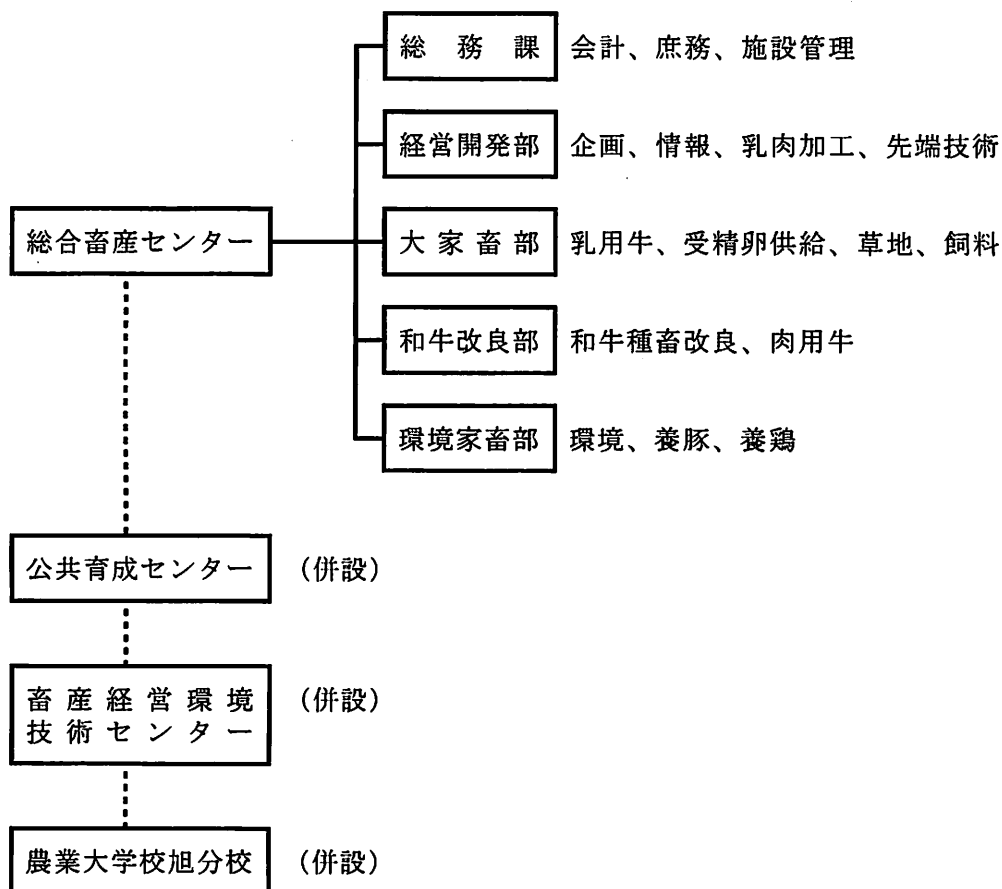 総務課 会計、庶務、施設管理
経営開発部 企画、情報、乳肉加工、先端技術
総合畜産センター 大家畜部 乳用牛、受精卵供給、草地、飼料
和牛改良部 和牛種畜改良、肉用牛
環境家畜部 環境、養豚、養鶏
公共育成センター (併設)
畜産経営環境 (併設)
技術センター
農業大学校旭分校 (併設)